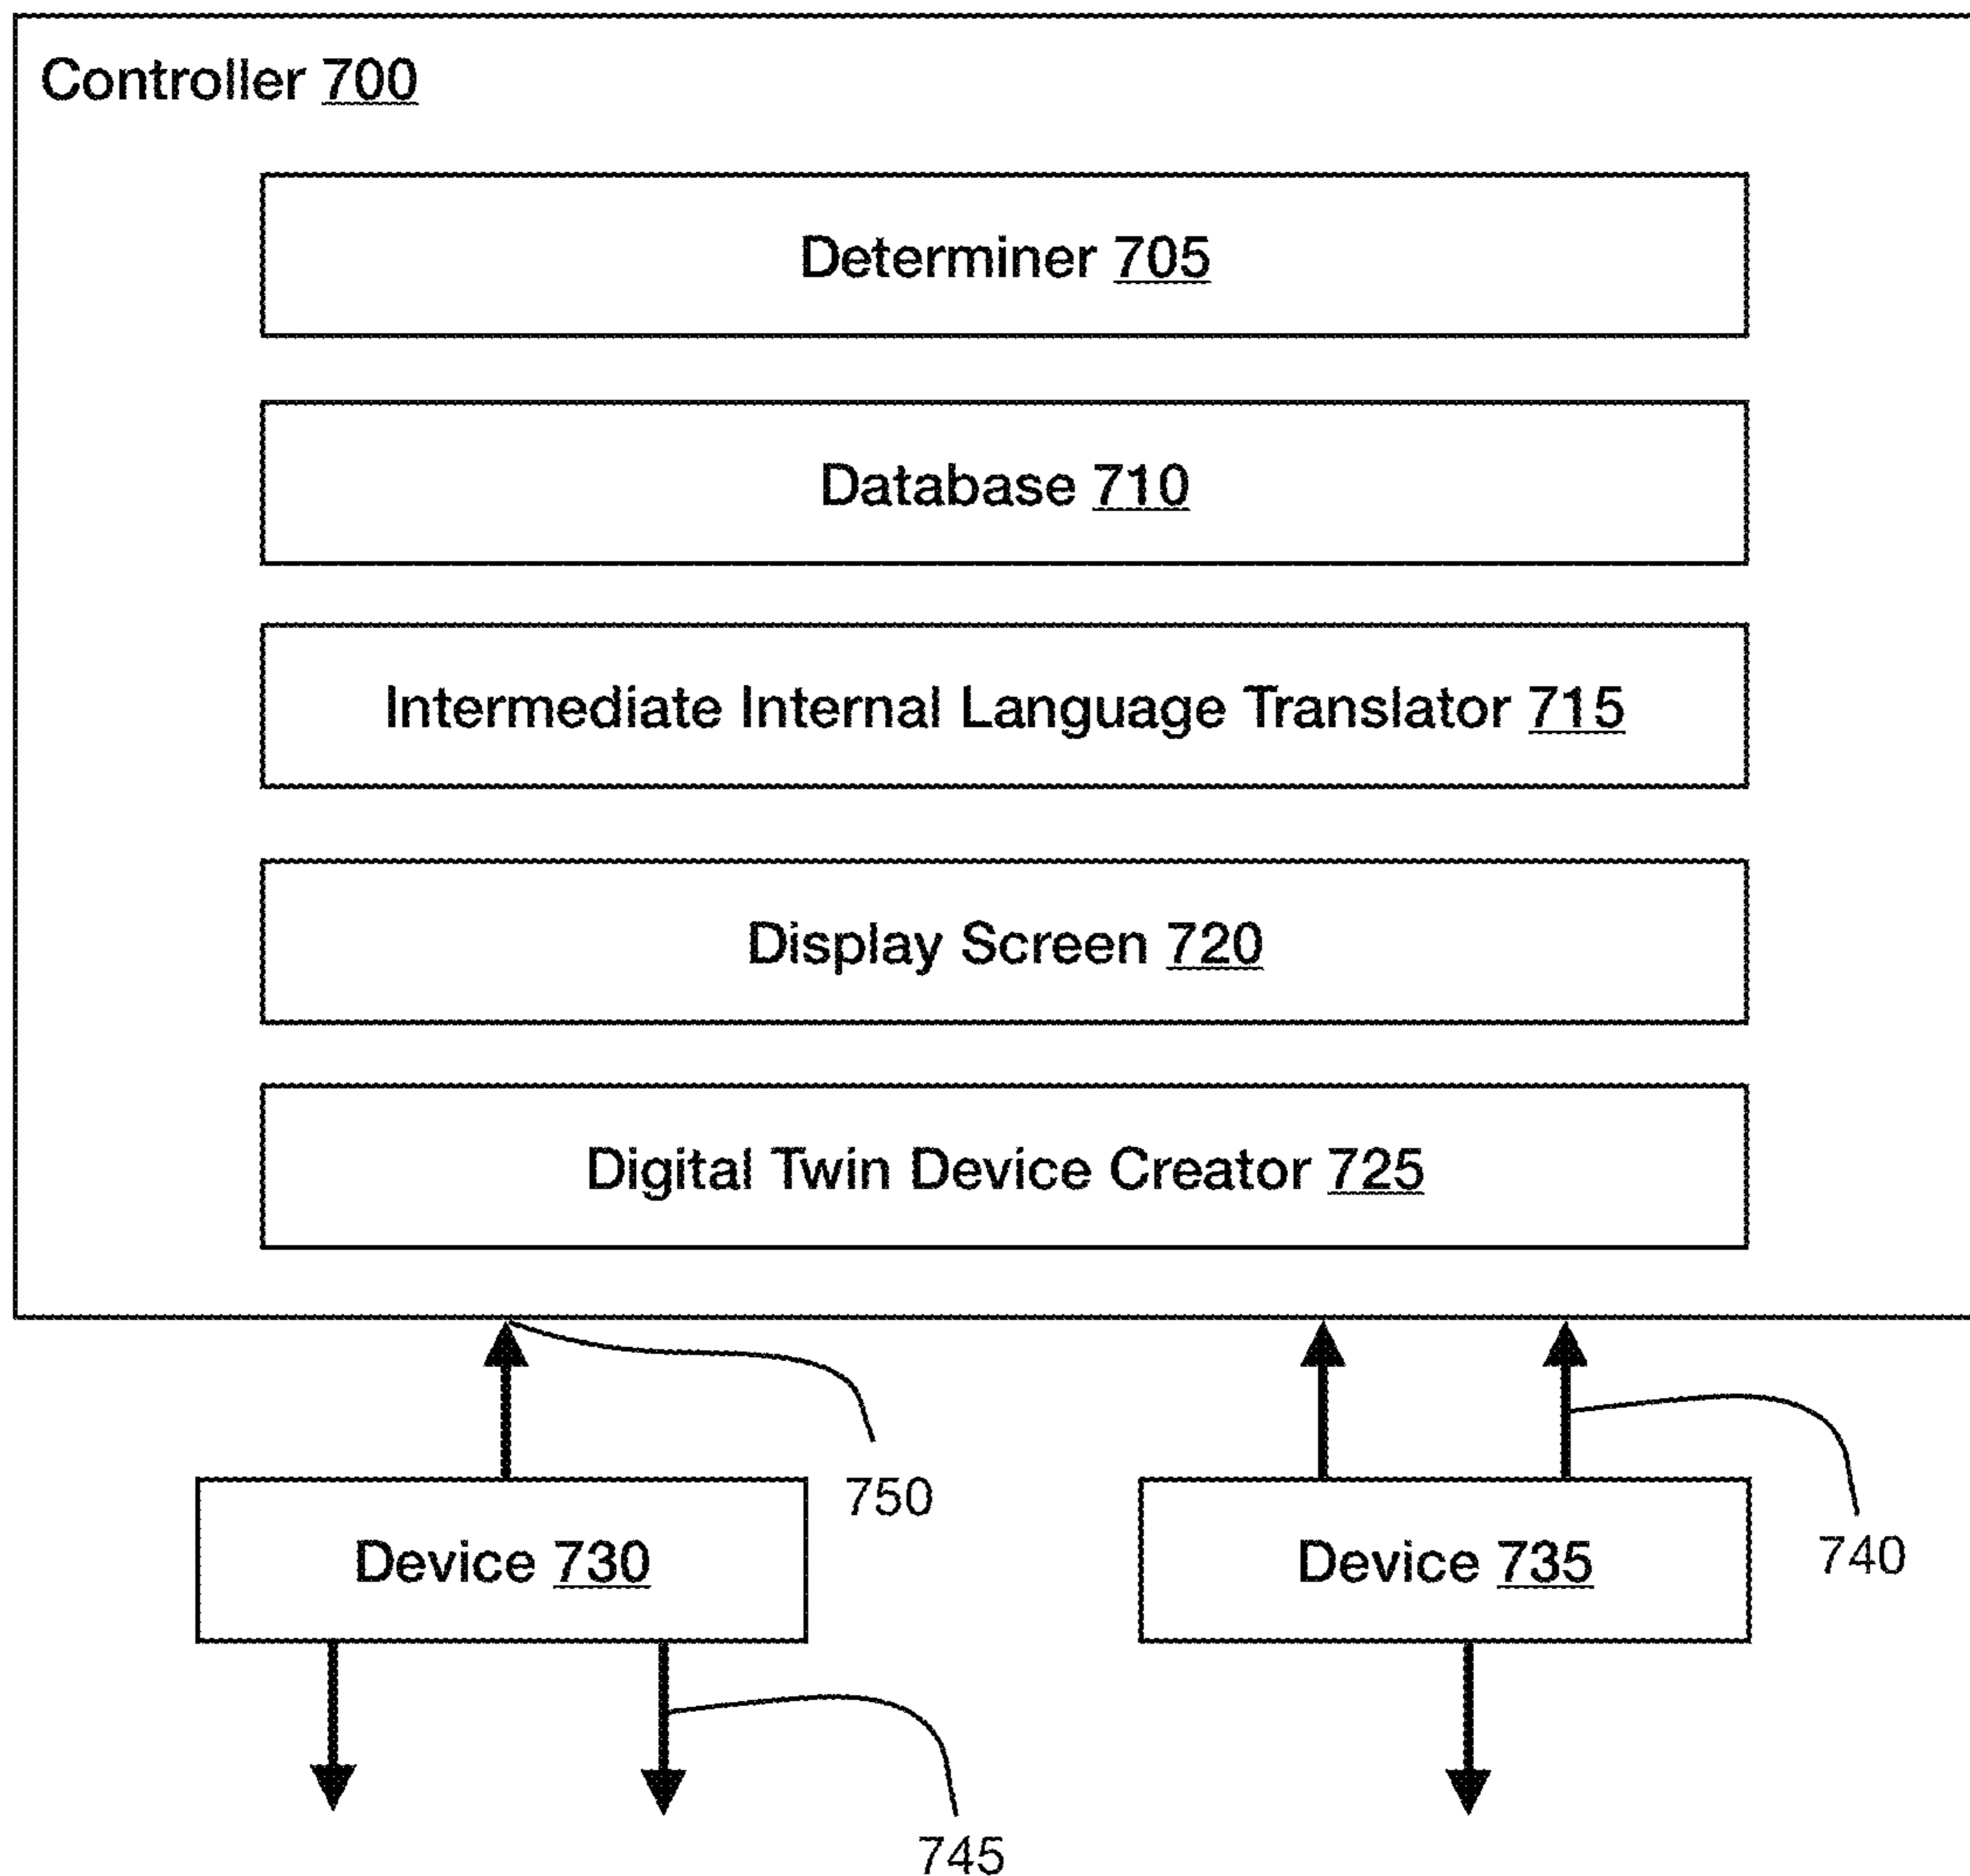 Controller 700
Determiner 705
Database 710
Intermediate Internal Language Translator 715
Display Screen 720
Digital Twin Device Creator 725
750
Device 730
Device 735
740
745